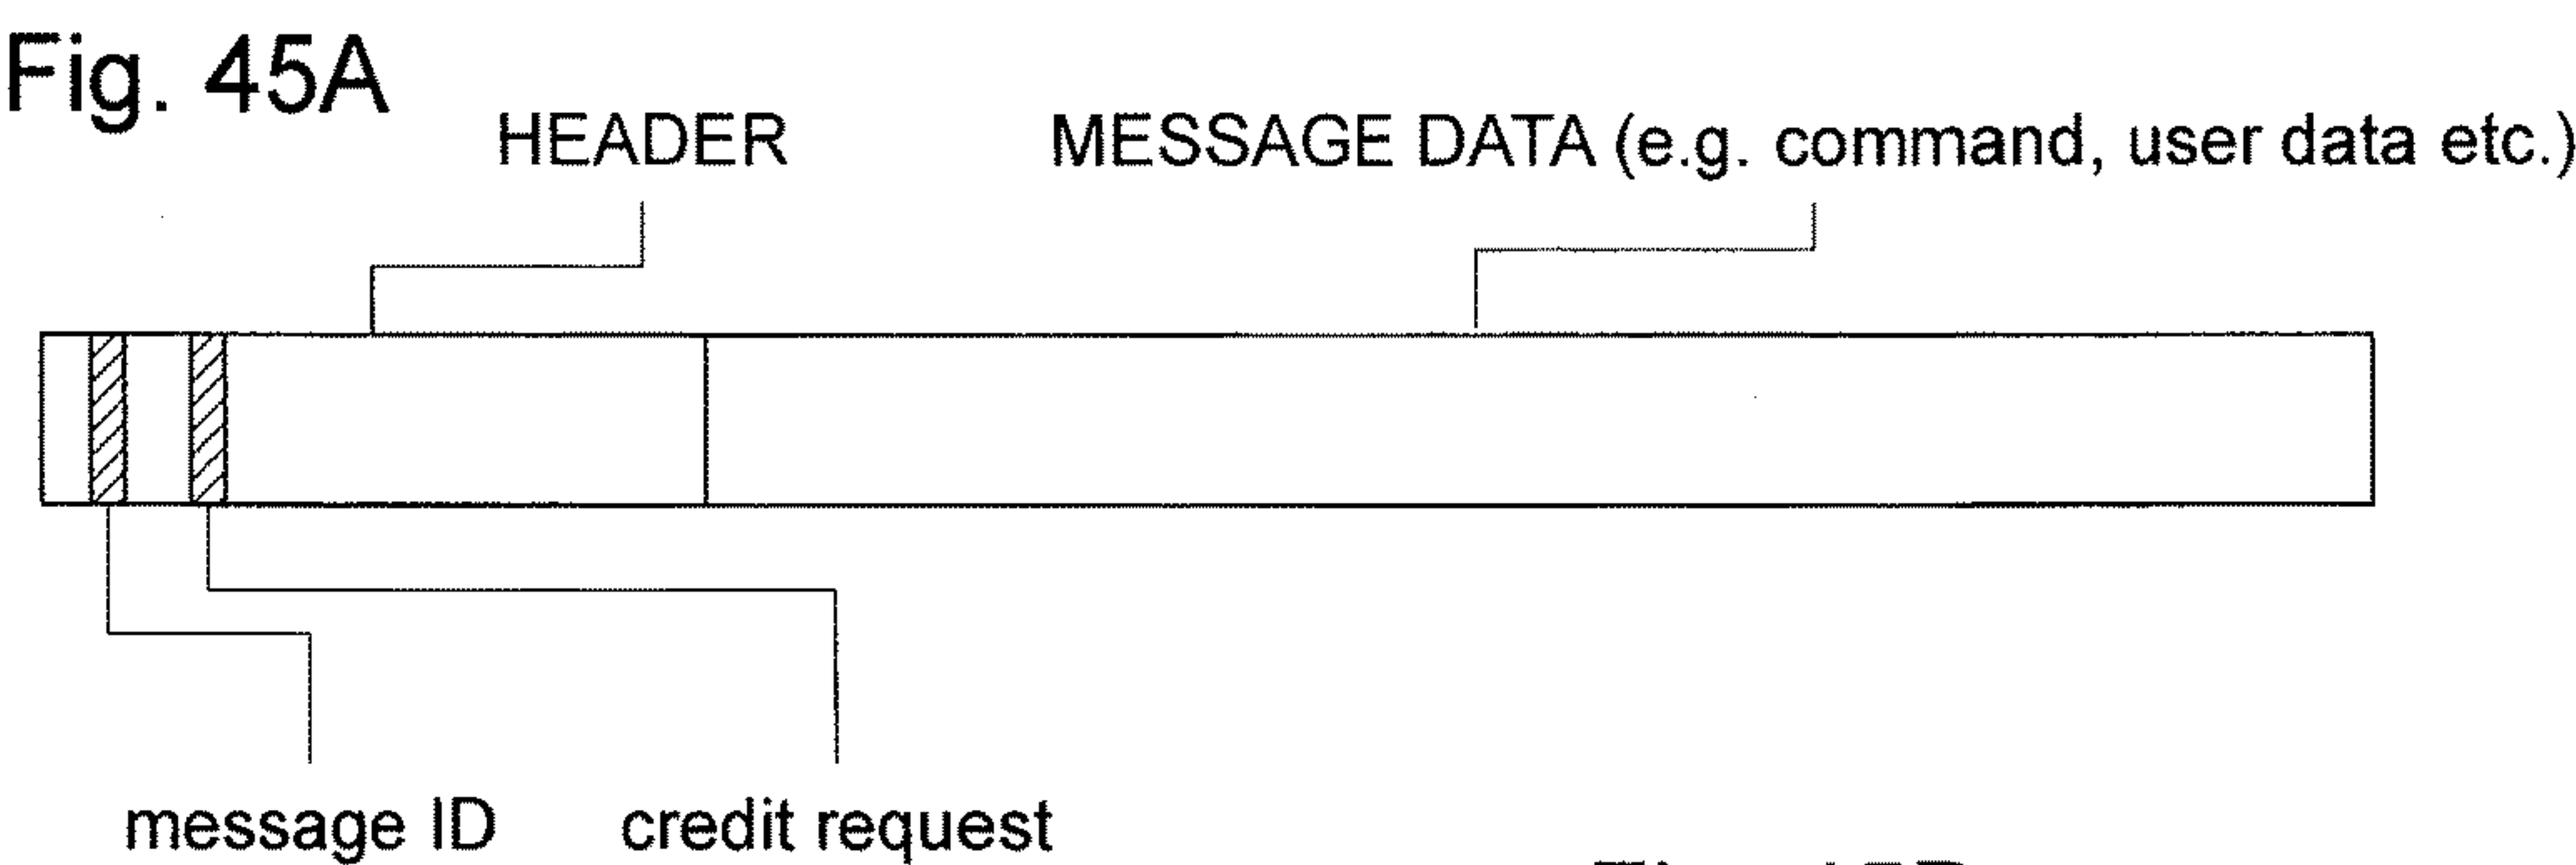 Fig. 45A
HEADER
MESSAGE DATA (e.g. command, user data etc.)
message ID
credit request